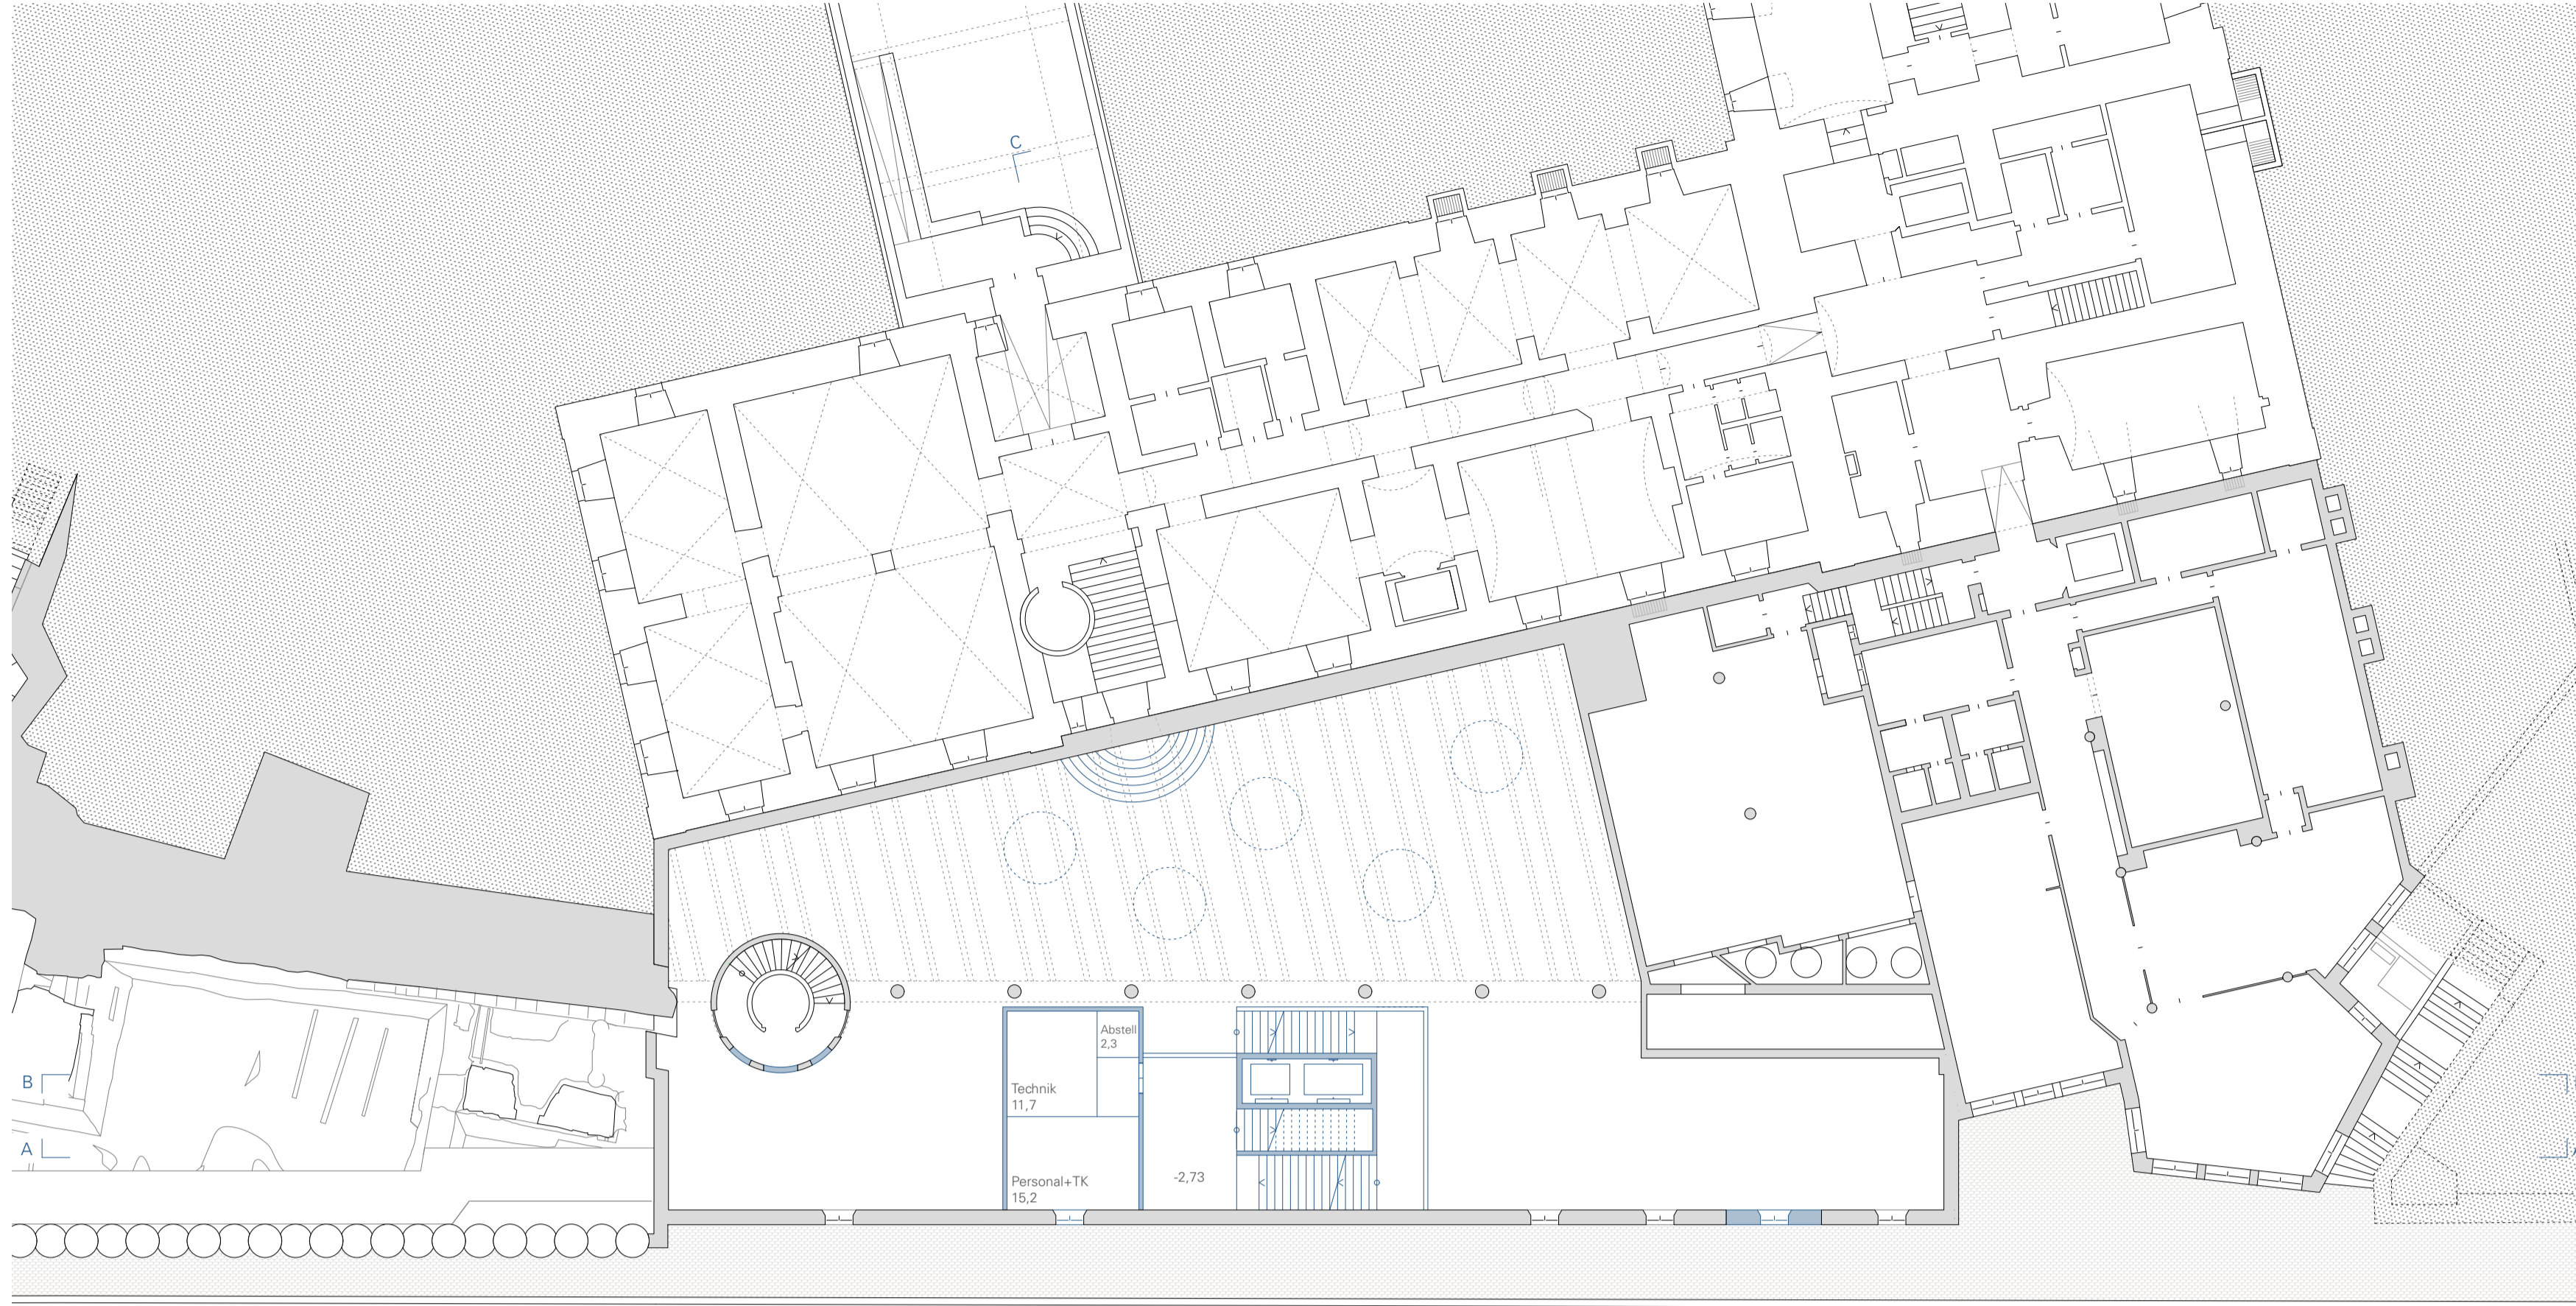 C
Abstell
2,3
Technik
11,7
B
A
Personal+TK
15,2
-2,73